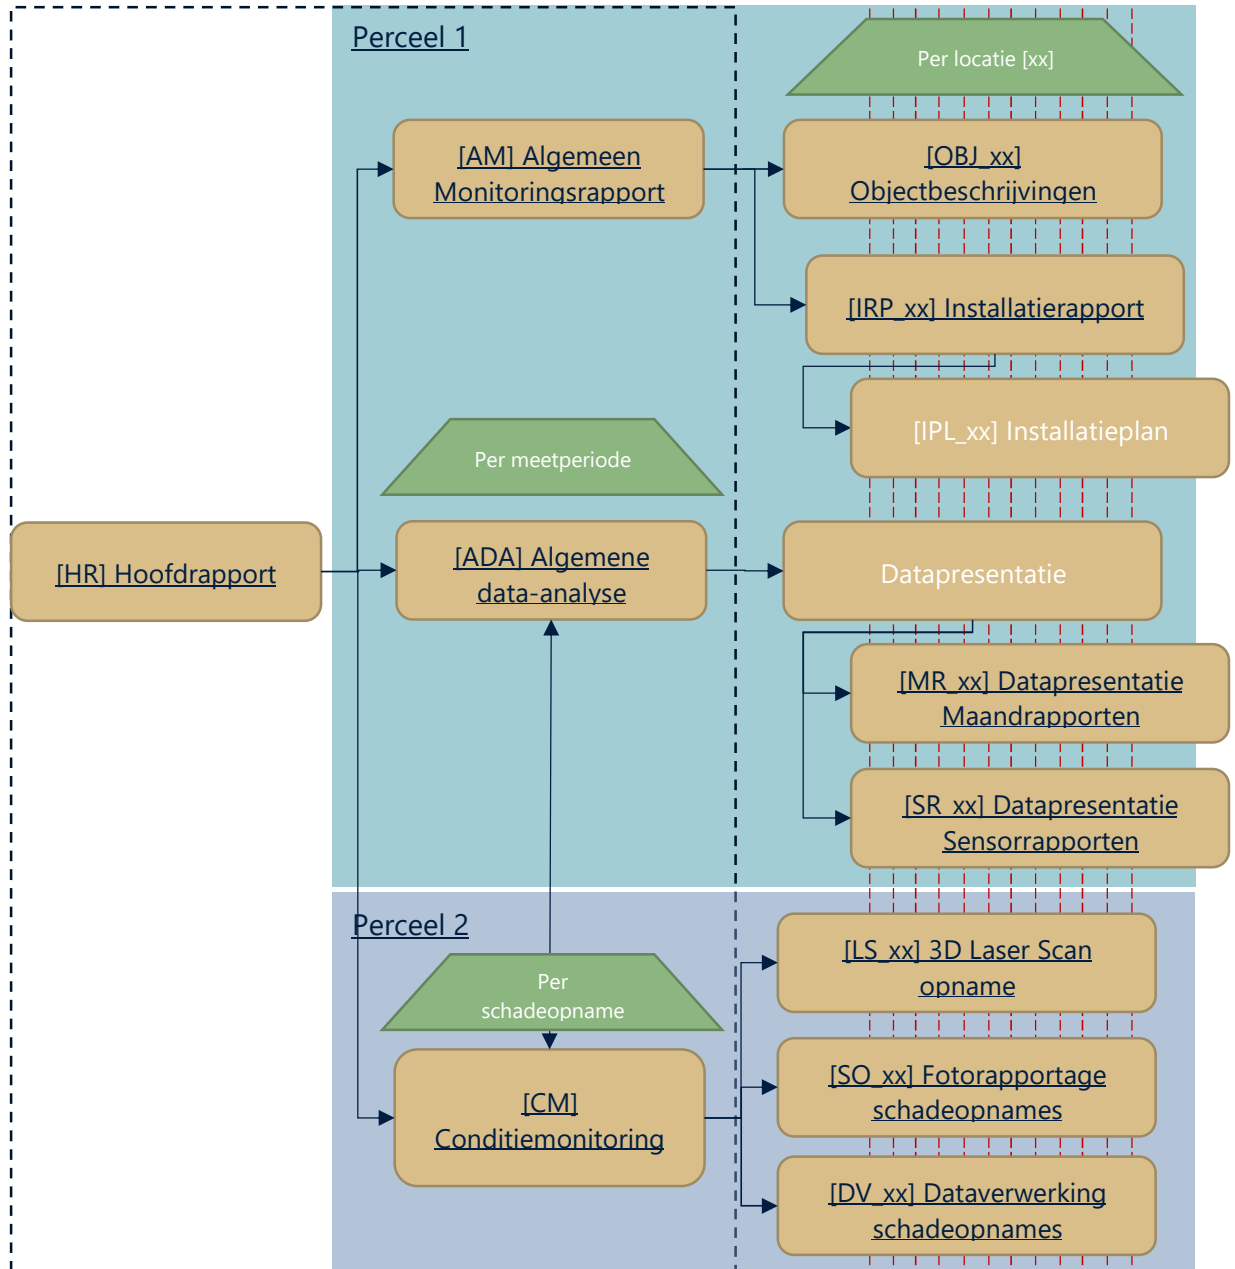 Perceel 1
Per locatie [xx]
[AM] Algemeen
Monitoringsrapport
[OBJ_xx]
Objectbeschrijvingen
[IRP_xx] Installatierapport
[IPL_xx] Installatieplan
Per meetperiode
[HR] Hoofdrapport
[ADA] Algemene
data-analyse
Datapresentatie
[MR_xx] Datapresentatie
Maandrapporten
[SR_xx] Datapresentatie
Sensorrapporten
Perceel 2
[LS_xx] 3D Laser Scan
opname
Per
schadeopname
[SO_xx] Fotorapportage
schadeopnames
[CM]
Conditiemonitoring
[DV_xx] Dataverwerking
schadeopnames